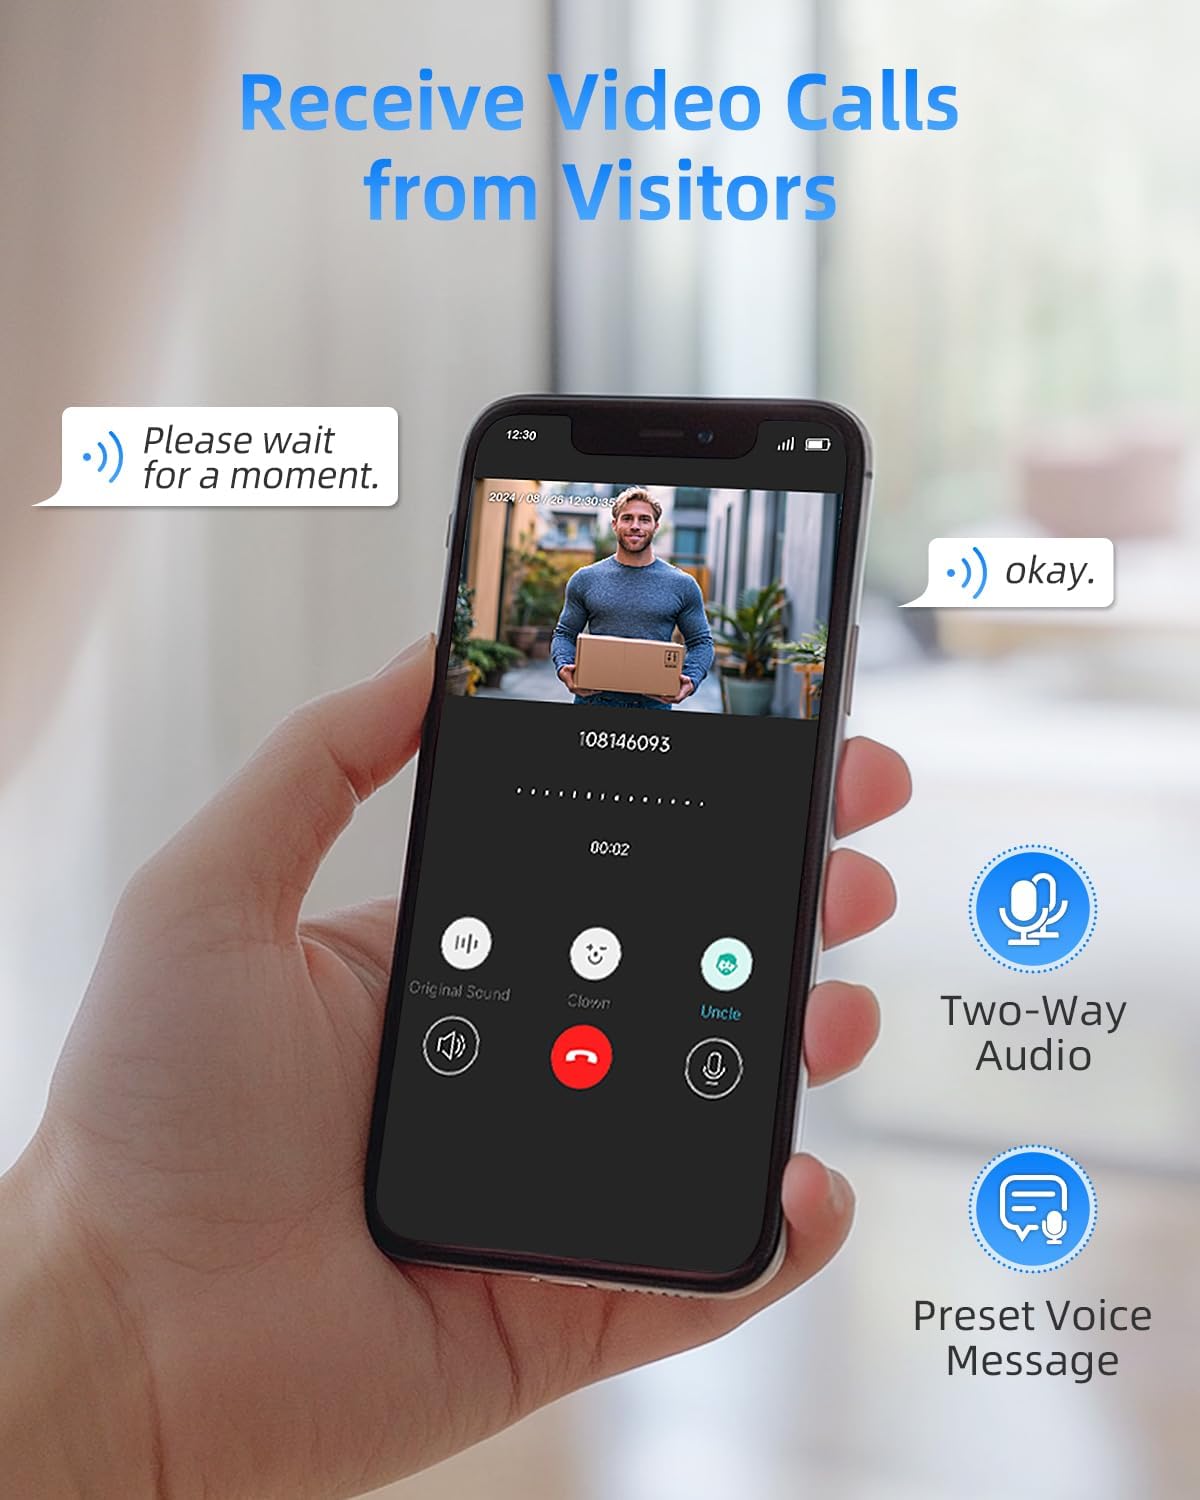 Receive Video Calls
from Visitors
Please wait
for a moment.
12:30
2024 / 08 / 26 12:30:35
okay.
108146093
00:02
Original Sound
Clown
Uncle
Two-Way
Audio
Preset Voice
Message